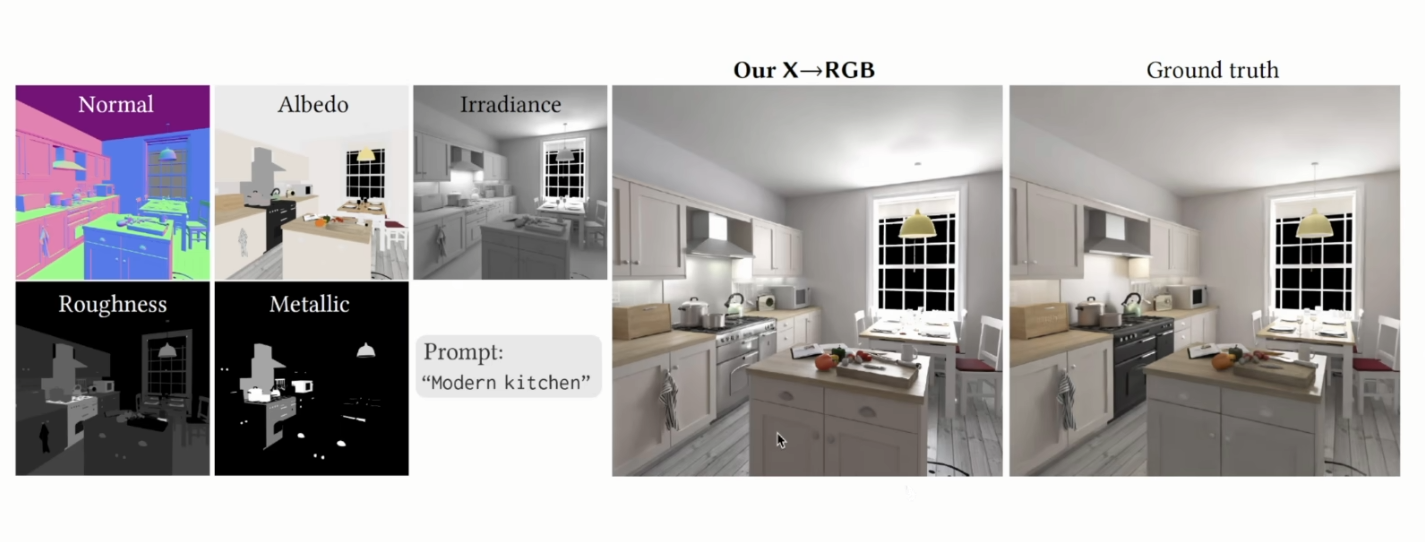 Our X→RGB
Ground truth
Normal
Albedo
Irradiance
Roughness
Metallic
Prompt:
“Modern kitchen”